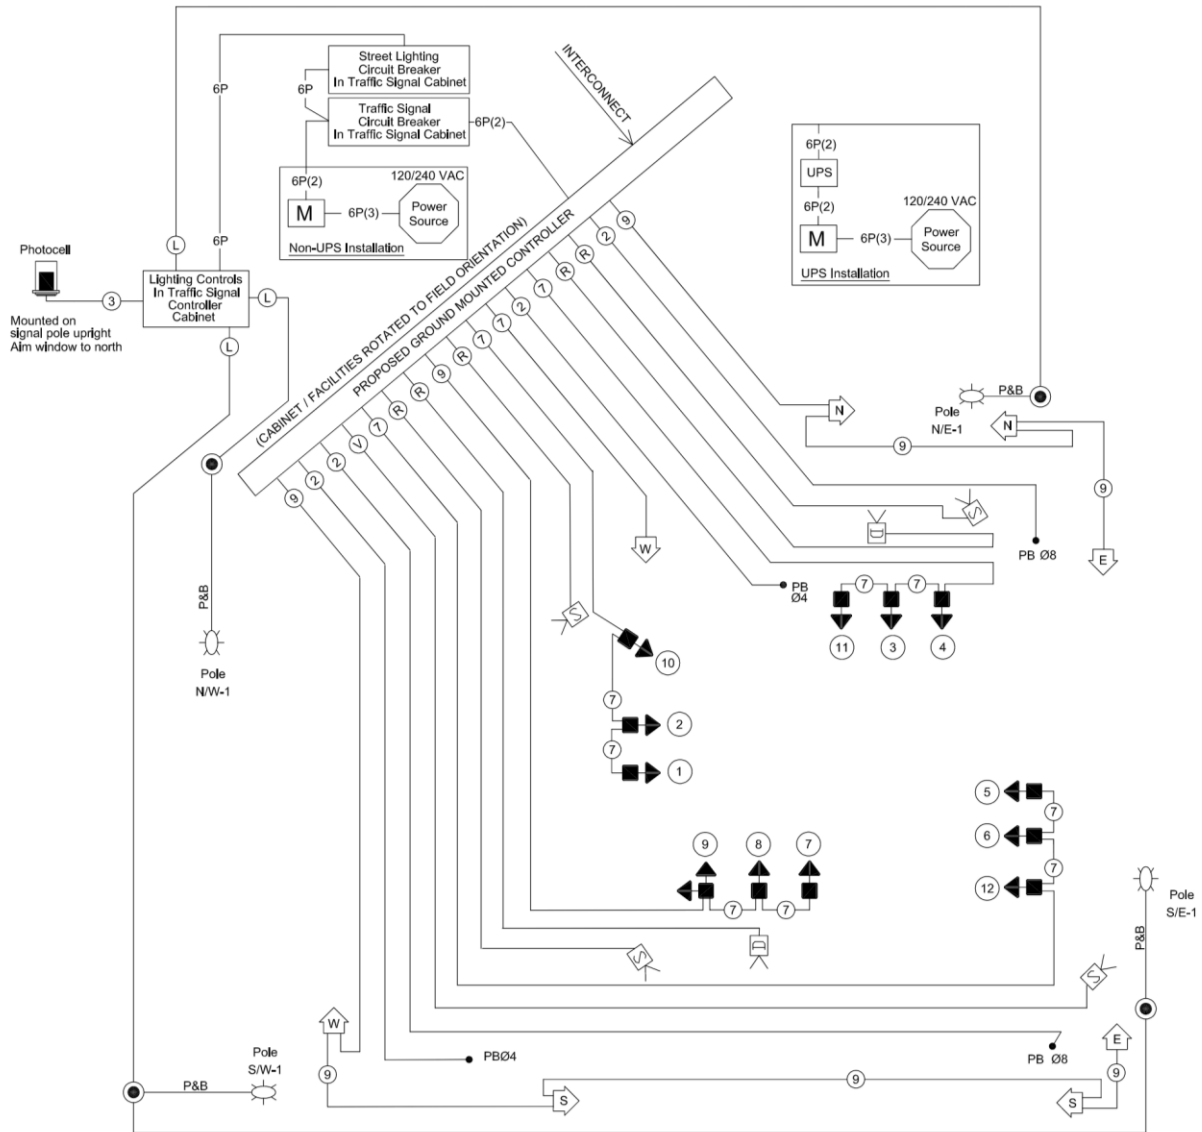 INTERCONNECT
Street Lighting
Circuit Breaker
In Traffic Signal Cabinet
6P
6P
Traffic Signal
Circuit Breaker
In Traffic Signal Cabinet
6P(2)
6P(2)
120/240 VAC
M
6P(3)
Power
Source
Non-UPS Installation
6P(2)
UPS
6P(2)
120/240 VAC
M
6P(3)
Power
Source
UPS Installation
6P
L
Photocell
3
Lighting Controls
In Traffic Signal
Controller
Cabinet
L
L
Mounted on
signal pole upright
Aim window to north
(CABINET / FACILITIES ROTATED TO FIELD ORIENTATION)
PROPOSED GROUND MOUNTED CONTROLLER
9
2
2
V
7
R
R
9
R
7
7
2
7
R
R
2
9
P&B
Pole
N/E-1
N
N
9
9
E
S
D
PB Ø8
W
PB
Ø4
7
7
11
3
4
P&B
Pole
N/W-1
S
10
7
2
7
1
5
7
6
7
12
9
8
7
7
7
D
S
S
Pole
S/E-1
P&B
W
PBØ4
PB Ø8
E
Pole
S/W-1
P&B
9
9
9
S
S